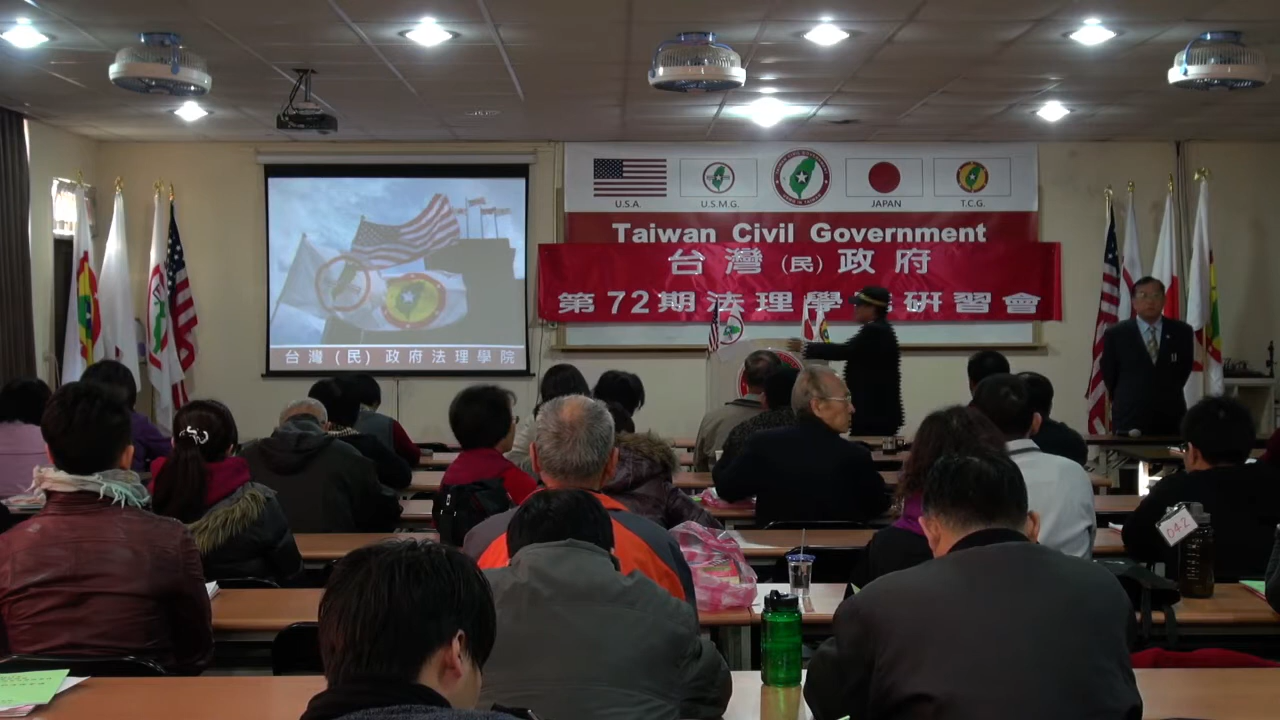 U.S.A.
U.S.M.G.
JAPAN
T.C.G.
Taiwan Civil Government
台灣(民)政府
第72期法理學 研習會
台灣(民)政府法理學院
042